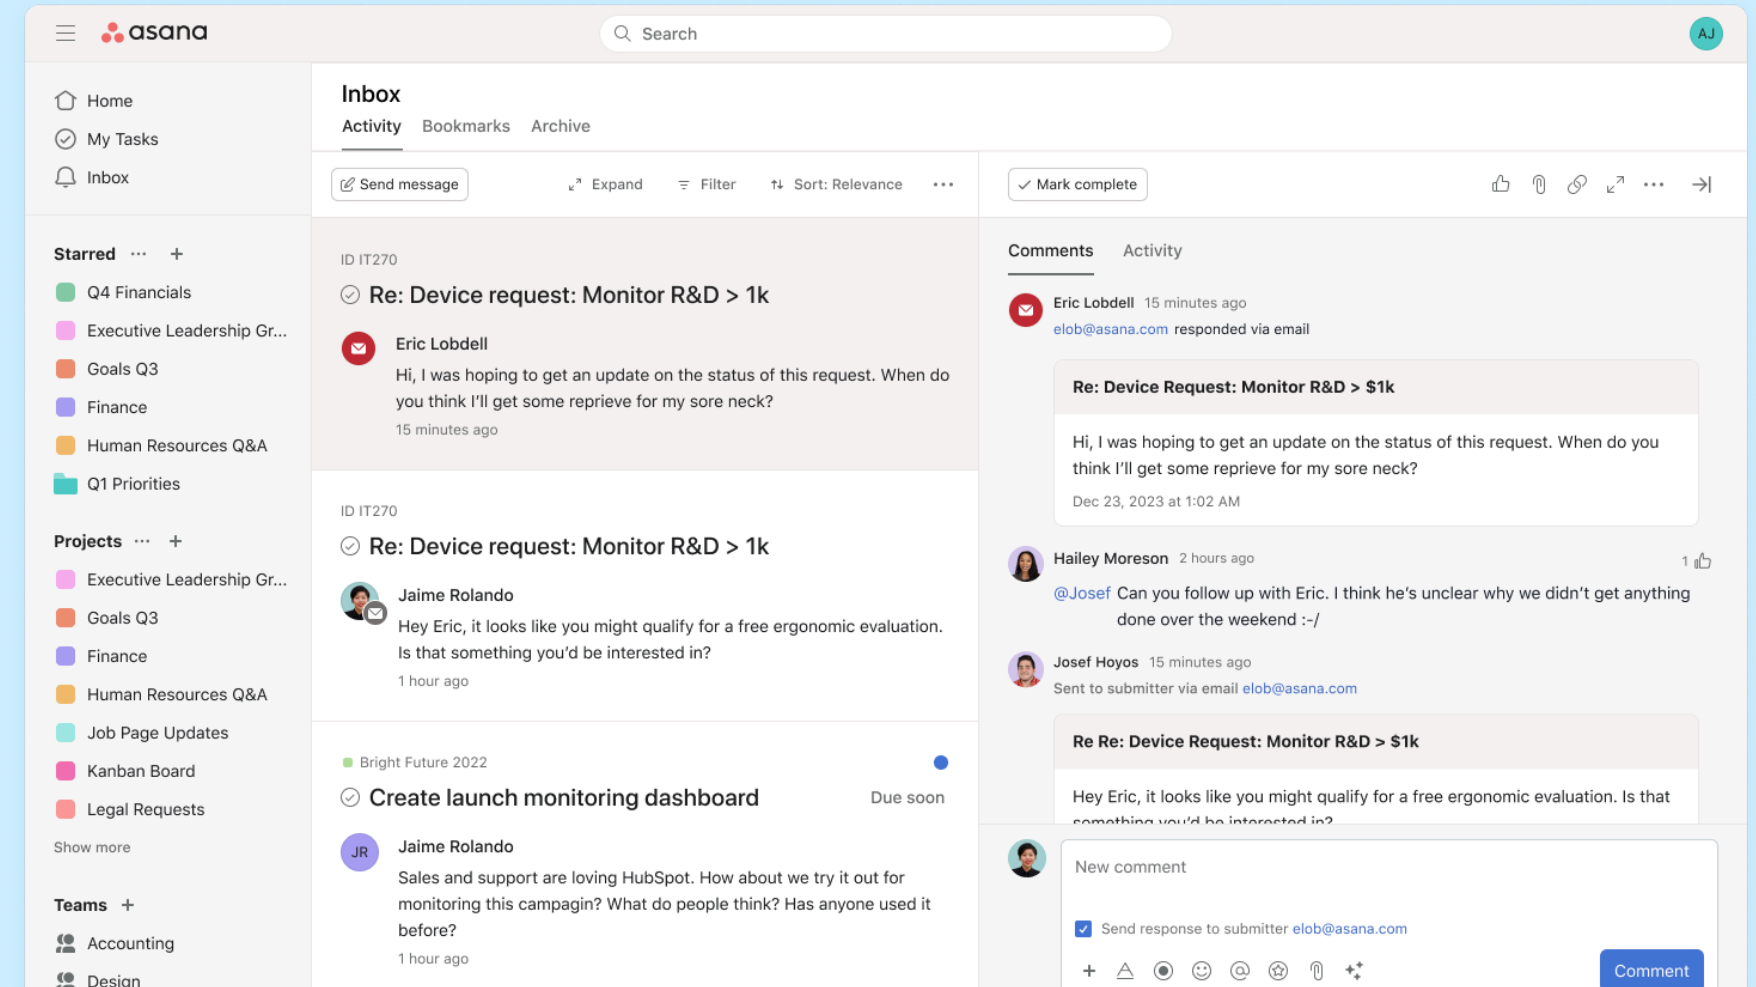 asana
Search
AJ
Home
My Tasks
Inbox
Starred
Q4 Financials
Executive Leadership Gr...
Goals Q3
Finance
Human Resources Q&A
Q1 Priorities
Projects
Executive Leadership Gr...
Goals Q3
Finance
Human Resources Q&A
Job Page Updates
Kanban Board
Legal Requests
Show more
Teams
Accounting
Design
Inbox
Activity Bookmarks Archive
Send message Expand Filter Sort: Relevance
ID IT270
Re: Device request: Monitor R&D > 1k
Eric Lobdell
Hi, I was hoping to get an update on the status of this request. When do
you think I’ll get some reprieve for my sore neck?
15 minutes ago
ID IT270
Re: Device request: Monitor R&D > 1k
Jaime Rolando
Hey Eric, it looks like you might qualify for a free ergonomic evaluation.
Is that something you’d be interested in?
1 hour ago
Bright Future 2022
Create launch monitoring dashboard Due soon
JR
Jaime Rolando
Sales and support are loving HubSpot. How about we try it out for
monitoring this campagin? What do people think? Has anyone used it
before?
1 hour ago
Mark complete
Comments Activity
Eric Lobdell 15 minutes ago
elob@asana.com responded via email
Re: Device Request: Monitor R&D > $1k
Hi, I was hoping to get an update on the status of this request. When do you
think I’ll get some reprieve for my sore neck?
Dec 23, 2023 at 1:02 AM
Hailey Moreson 2 hours ago 1
@Josef Can you follow up with Eric. I think he’s unclear why we didn’t get anything
done over the weekend :-/
Josef Hoyos 15 minutes ago
Sent to submitter via email elob@asana.com
Re Re: Device Request: Monitor R&D > $1k
Hey Eric, it looks like you might qualify for a free ergonomic evaluation. Is that
something you’d be interested in?
New comment
Send response to submitter elob@asana.com
Comment